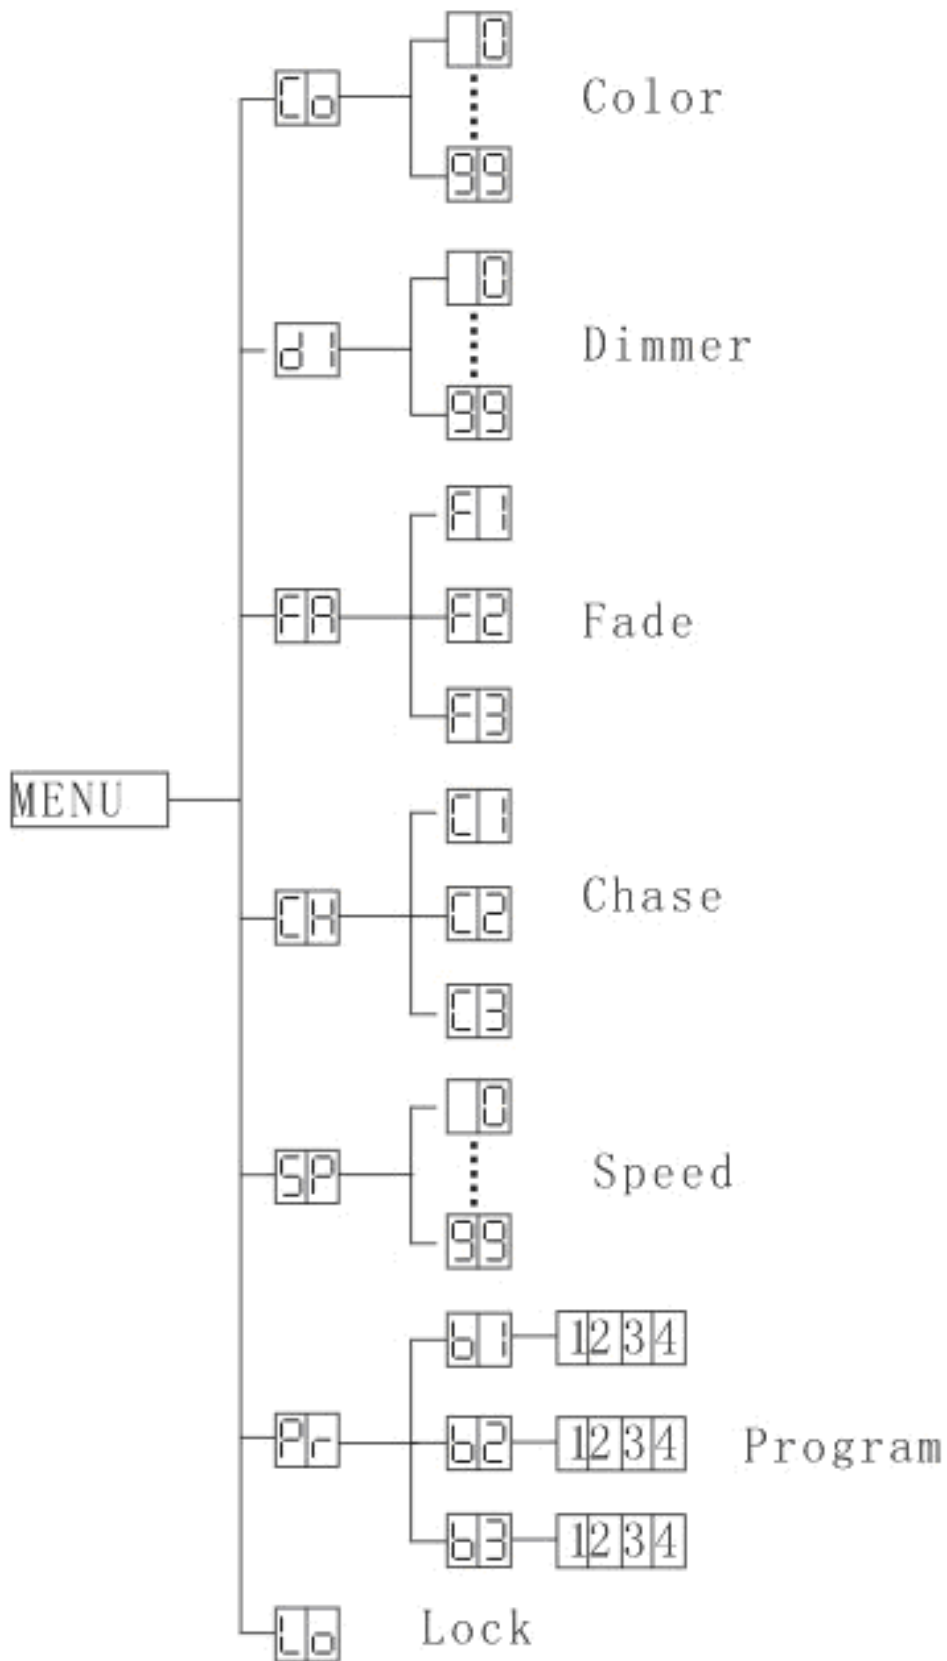 0
Co Color
99
0
d1 Dimmer
99
F1
FA F2 Fade
F3
MENU
C1
CH C2 Chase
C3
0
SP Speed
99
b1 1234
Pr b2 1234 Program
b3 1234
Lo Lock